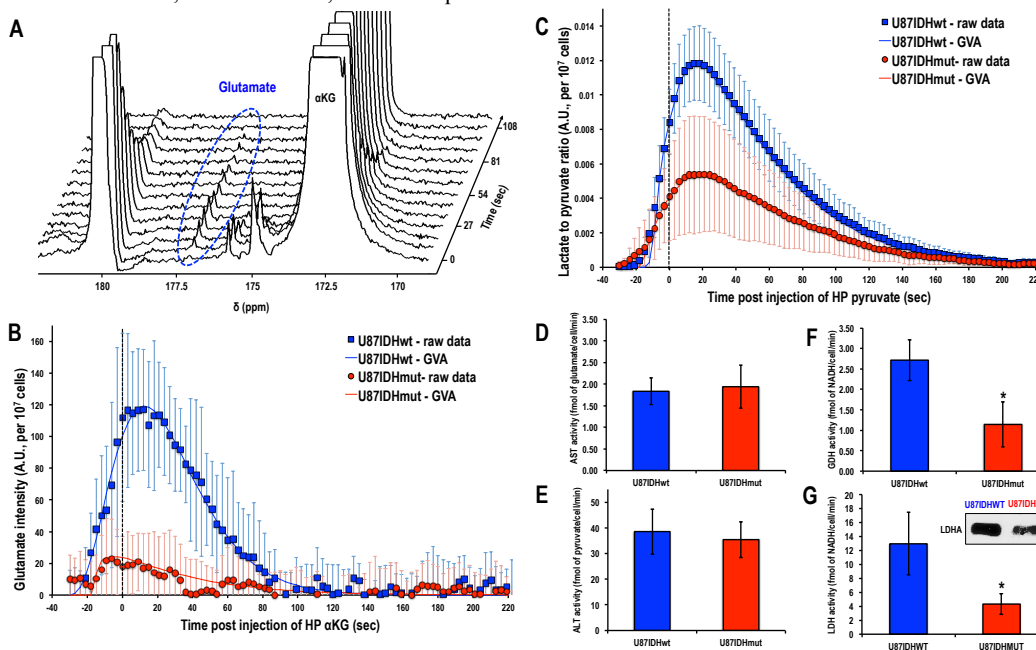 A
Glutamate
αKG
108
81
54
27
0
Time (sec)
180
177.5
175
172.5
170
δ (ppm)
B
U87IDHwt - raw data
U87IDHwt - GVA
U87IDHmut- raw data
U87IDHmut - GVA
Glutamate intensity (A.U., per 10⁷ cells)
160
140
120
100
80
60
40
20
0
-40 -20 0 20 40 60 80 100 120 140 160 180 200 220
Time post injection of HP αKG (sec)
C
U87IDHwt - raw data
U87IDHwt - GVA
U87IDHmut- raw data
U87IDHmut - GVA
Lactate to pyruvate ratio (A.U., per 10⁷ cells)
0.014
0.012
0.01
0.008
0.006
0.004
0.002
0
-40 -20 0 20 40 60 80 100 120 140 160 180 200 220
Time post injection of HP pyruvate (sec)
D
AST activity (fmol of glutamate/cell/min)
3.50
3.00
2.50
2.00
1.50
1.00
0.50
0.00
U87IDHwt U87IDHmut
F
GDH activity (fmol of NADH/cell/min)
3.5
3.0
2.5
2.0
1.5
1.0
0.5
0.0
*
U87IDHwt U87IDHmut
E
ALT activity (fmol of pyruvate/cell/min)
50
40
30
20
10
0
U87IDHwt U87IDHmut
G
U87IDHWT U87ID
LDHA
LDH activity (fmol of NADH/cell/min)
20
18
16
14
12
10
8
6
4
2
0
*
U87IDHWT U87IDHMUT